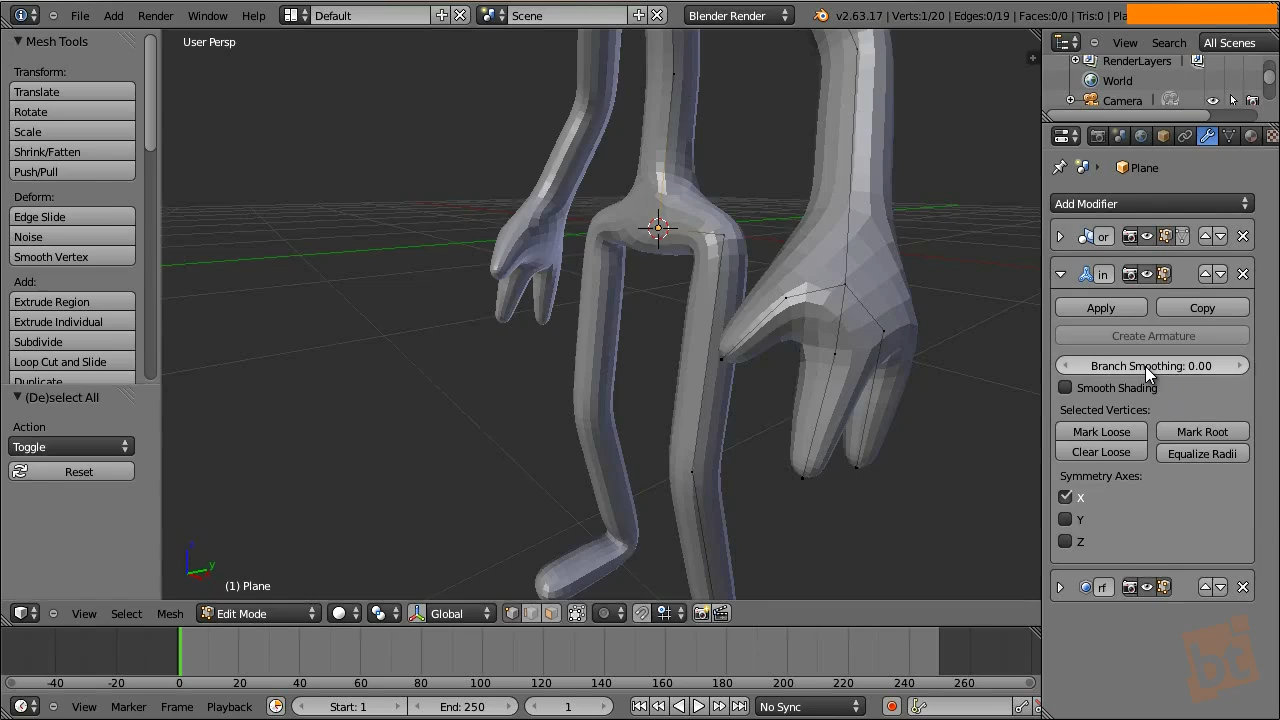 File Add Render Window Help Default Scene Blender Render v2.63.17 | Verts:1/20 | Edges:0/19 | Faces:0/0 | Tris:0 | Pla
Mesh Tools
Transform:
Translate
Rotate
Scale
Shrink/Fatten
Push/Pull
Deform:
Edge Slide
Noise
Smooth Vertex
Add:
Extrude Region
Extrude Individual
Subdivide
Loop Cut and Slide
Duplicate
(De)select All
Action
Toggle
Reset
User Persp
z
y
(1) Plane
View Select Mesh Edit Mode Global
View Search All Scenes
RenderLayers
World
Camera
Plane
Add Modifier
or
in
Apply Copy
Create Armature
Branch Smoothing: 0.00
Smooth Shading
Selected Vertices:
Mark Loose Mark Root
Clear Loose Equalize Radii
Symmetry Axes:
X
Y
Z
rf
-40 -20 0 20 40 60 80 100 120 140 160 180 200 220 240 260
View Marker Frame Playback Start: 1 End: 250 1 No Sync